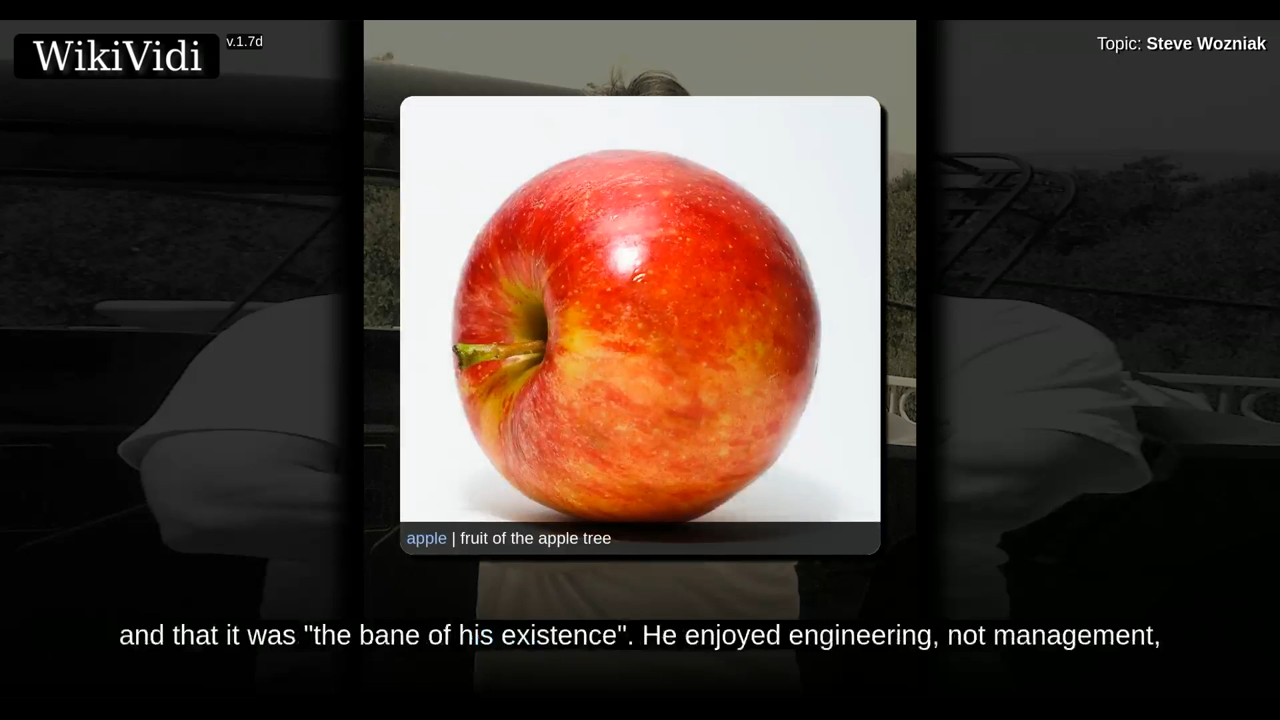 WikiVidi
v.1.7d
Topic: Steve Wozniak
apple | fruit of the apple tree
and that it was "the bane of his existence". He enjoyed engineering, not management,